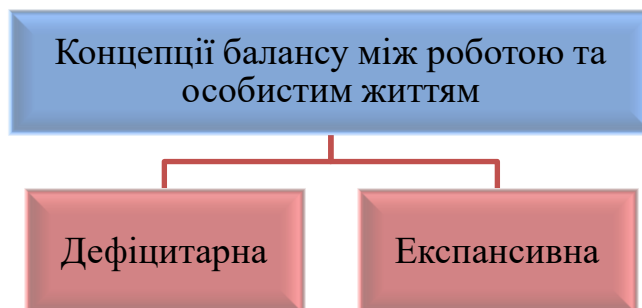 Концепції балансу між роботою та
особистим життям
Дефіцитарна
Експансивна